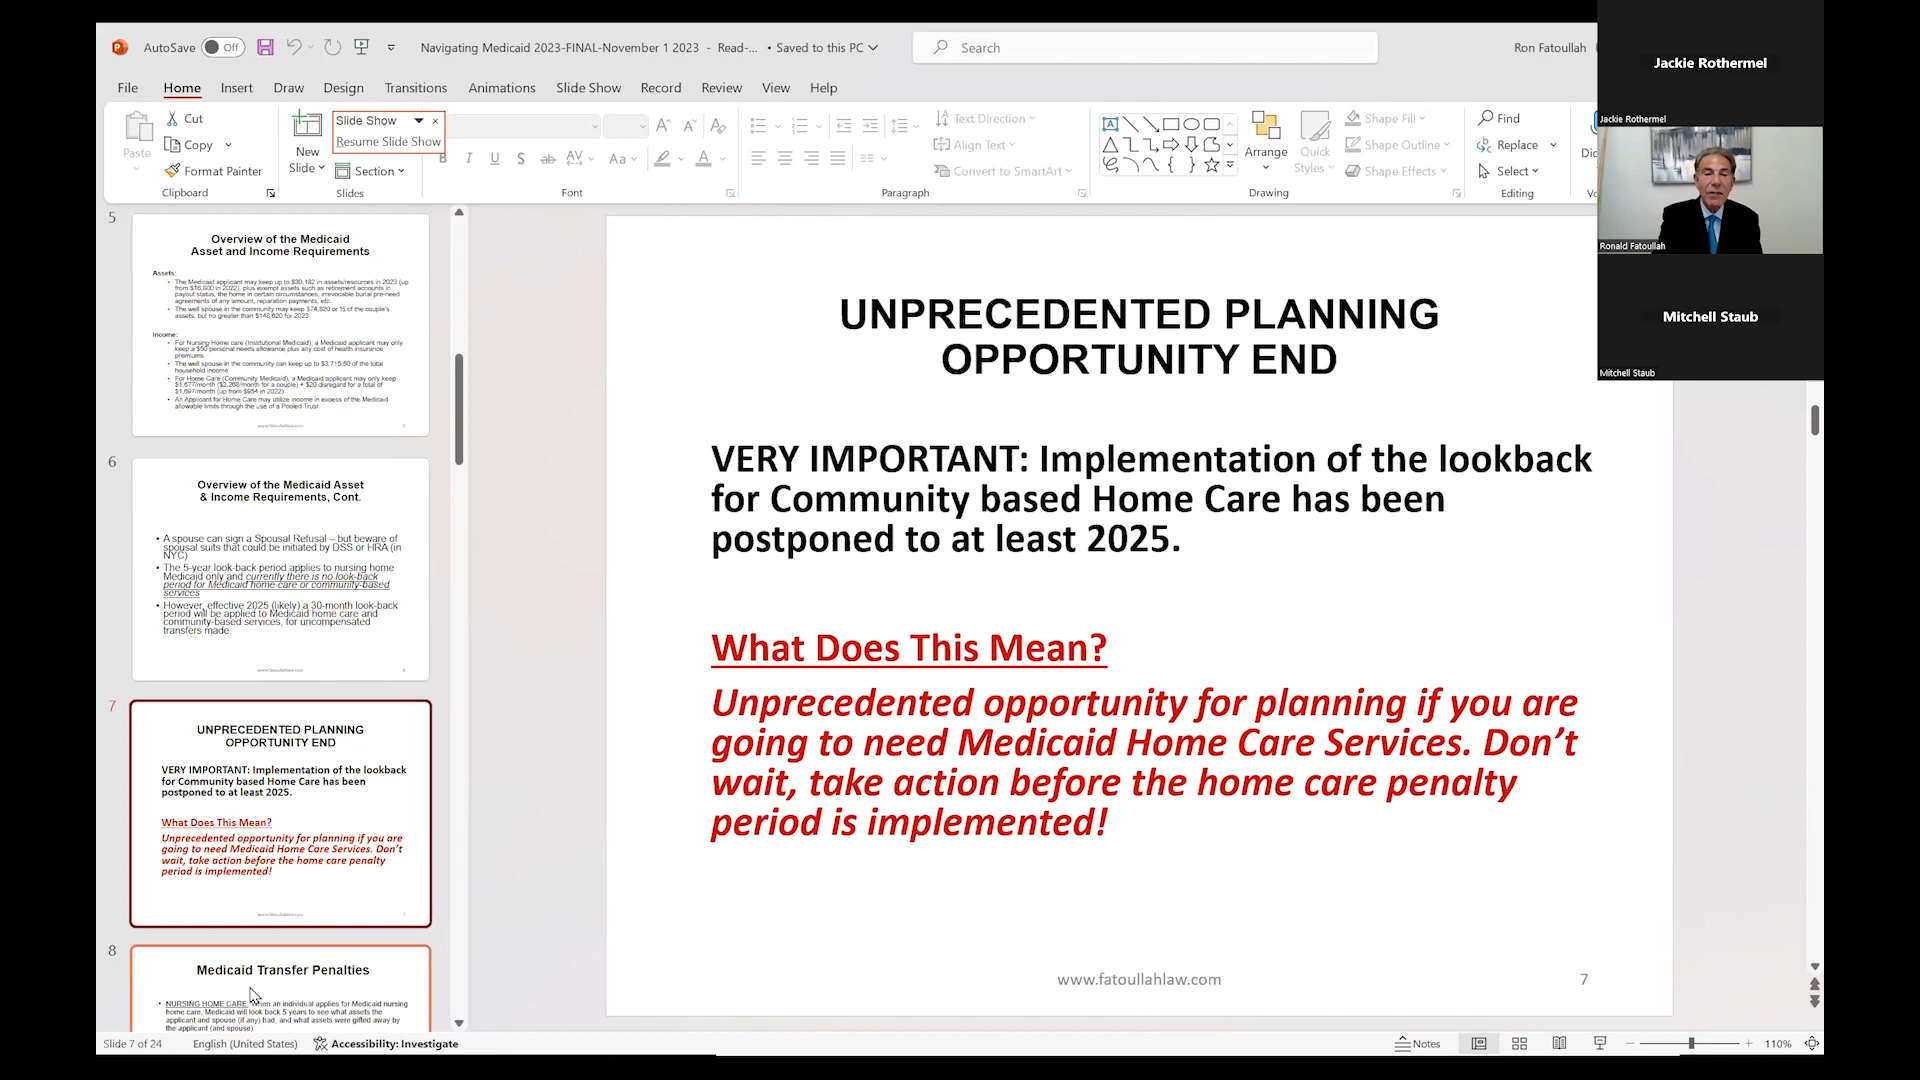 AutoSave Off Navigating Medicaid 2023-FINAL-November 1 2023 - Read-... • Saved to this PC Search Ron Fatoullah
File Home Insert Draw Design Transitions Animations Slide Show Record Review View Help
Paste
Cut
Copy
Format Painter
Clipboard
New
Slide
Slide Show
Resume Slide Show
Section
Slides
Font
Text Direction
Align Text
Convert to SmartArt
Paragraph
Arrange
Quick
Styles
Shape Fill
Shape Outline
Shape Effects
Drawing
Find
Replace
Select
Editing
Jackie Rothermel
Jackie Rothermel
Ronald Fatoullah
Mitchell Staub
Mitchell Staub
5
Overview of the Medicaid
Asset and Income Requirements
Assets:
• The Medicaid applicant may keep up to $30,182 in assets/resources in 2023 (up
from $16,800 in 2022), plus exempt assets such as retirement accounts in
payout status, the home in certain circumstances, irrevocable burial pre-need
agreements of any amount, reparation payments, etc.
• The well spouse in the community may keep $74,820 or ½ of the couple's
assets, but no greater than $148,620 for 2023
Income:
• For Nursing Home care (Institutional Medicaid), a Medicaid applicant may only
keep a $50 personal needs allowance plus any cost of health insurance
premiums
• The well spouse in the community can keep up to $3,715.50 of the total
household income
• For Home Care (Community Medicaid), a Medicaid applicant may only keep
$1,677/month ($2,268/month for a couple) + $20 disregard for a total of
$1,697/month (up from $954 in 2022)
• An Applicant for Home Care may utilize income in excess of the Medicaid
allowable limits through the use of a Pooled Trust
www.fatoullahlaw.com
6
Overview of the Medicaid Asset
& Income Requirements, Cont.
• A spouse can sign a Spousal Refusal – but beware of
spousal suits that could be initiated by DSS or HRA (in
NYC)
• The 5-year look-back period applies to nursing home
Medicaid only and currently there is no look-back
period for Medicaid home care or community-based
services
• However, effective 2025 (likely) a 30-month look-back
period will be applied to Medicaid home care and
community-based services, for uncompensated
transfers made.
www.fatoullahlaw.com
7
UNPRECEDENTED PLANNING
OPPORTUNITY END
VERY IMPORTANT: Implementation of the lookback
for Community based Home Care has been
postponed to at least 2025.
What Does This Mean?
Unprecedented opportunity for planning if you are
going to need Medicaid Home Care Services. Don't
wait, take action before the home care penalty
period is implemented!
www.fatoullahlaw.com
8
Medicaid Transfer Penalties
• NURSING HOME CARE: When an individual applies for Medicaid nursing
home care, Medicaid will look back 5 years to see what assets the
applicant and spouse (if any) had, and what assets were gifted away by
the applicant (and spouse)
UNPRECEDENTED PLANNING
OPPORTUNITY END
VERY IMPORTANT: Implementation of the lookback
for Community based Home Care has been
postponed to at least 2025.
What Does This Mean?
Unprecedented opportunity for planning if you are
going to need Medicaid Home Care Services. Don't
wait, take action before the home care penalty
period is implemented!
www.fatoullahlaw.com 7
Slide 7 of 24 English (United States) Accessibility: Investigate Notes 110%